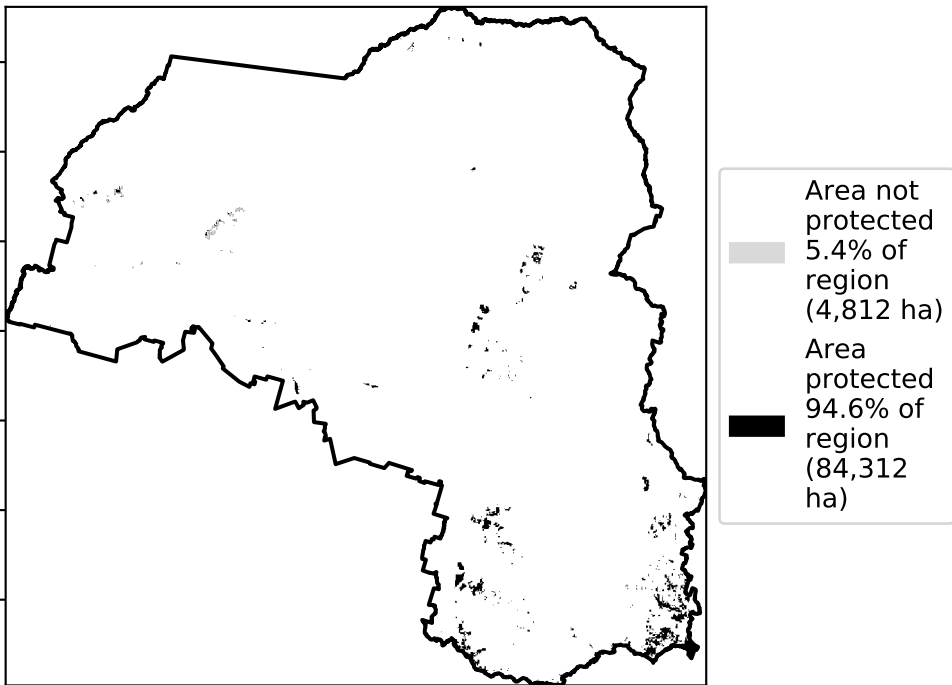 Area not
protected
5.4% of
region
(4,812 ha)
Area
protected
94.6% of
region
(84,312
ha)